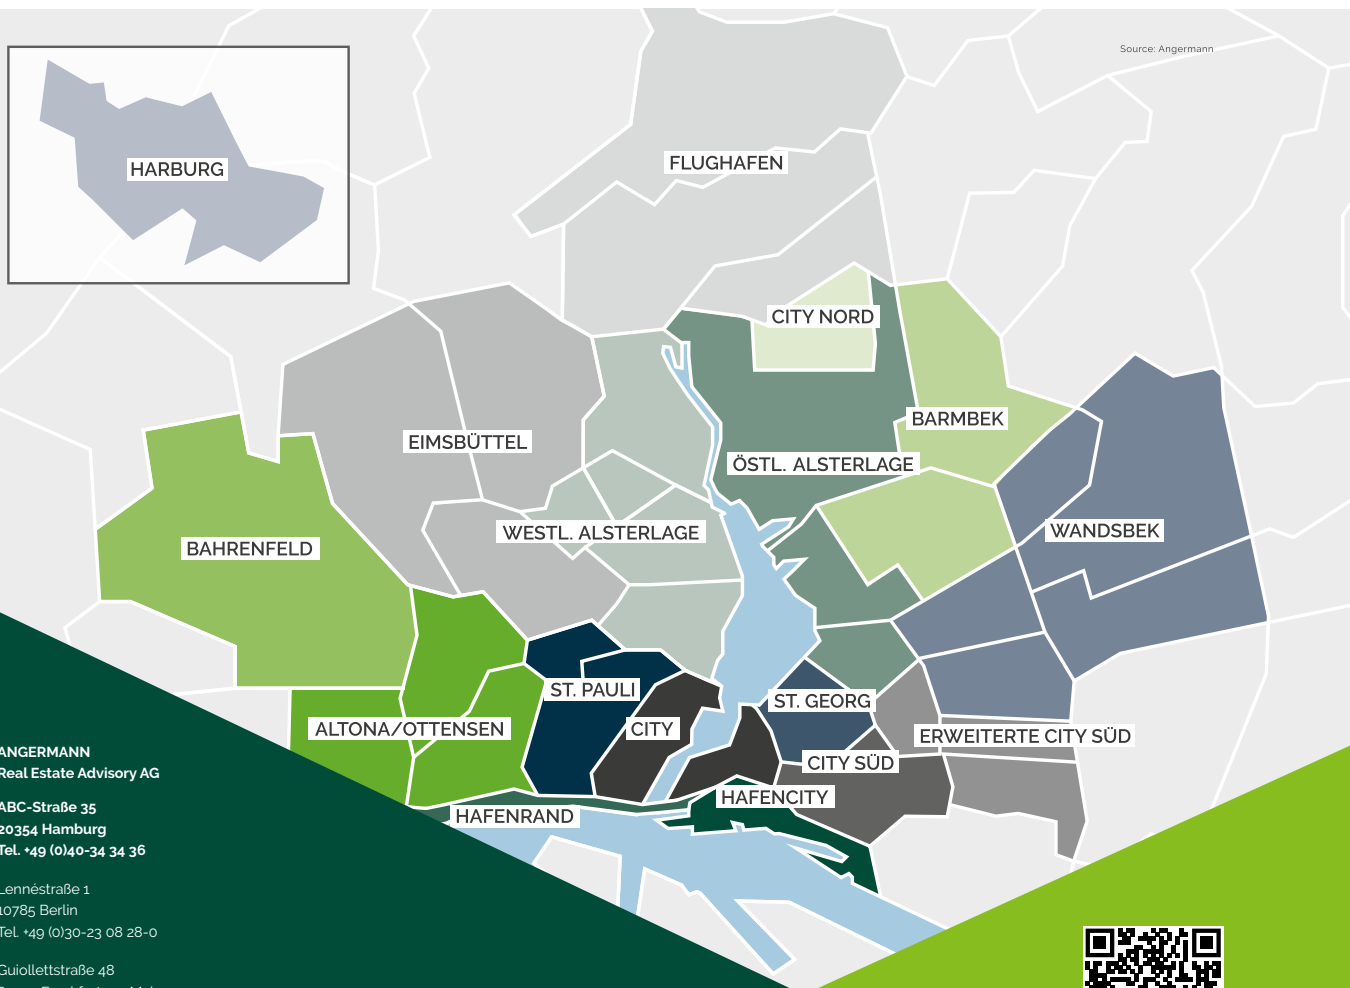 Source: Angermann
HARBURG
FLUGHAFEN
CITY NORD
BARMBEK
EIMSBÜTTEL
ÖSTL. ALSTERLAGE
WESTL. ALSTERLAGE
WANDSBEK
BAHRENFELD
ST. PAULI
ST. GEORG
ALTONA/OTTENSEN
CITY
ERWEITERTE CITY SÜD
CITY SÜD
HAFENCITY
HAFENRAND
ANGERMANN
Real Estate Advisory AG
ABC-Straße 35
20354 Hamburg
Tel. +49 (0)40-34 34 36
Lennéstraße 1
10785 Berlin
Tel. +49 (0)30-23 08 28-0
Guiollettstraße 48